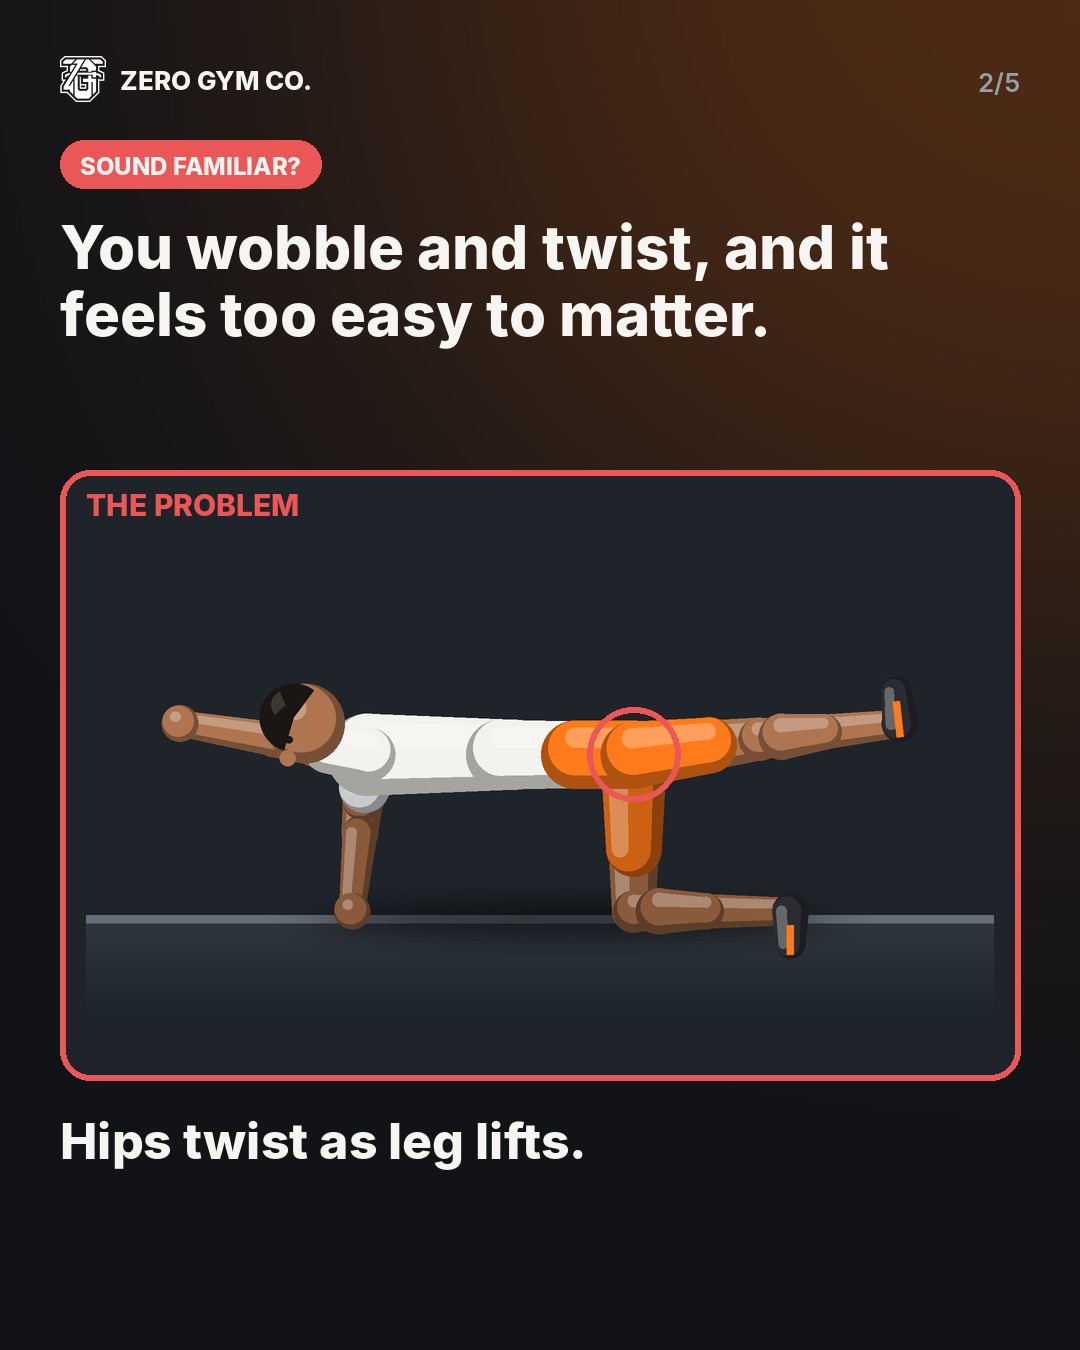 ZERO GYM CO.
2/5
SOUND FAMILIAR?
You wobble and twist, and it
feels too easy to matter.
THE PROBLEM
Hips twist as leg lifts.